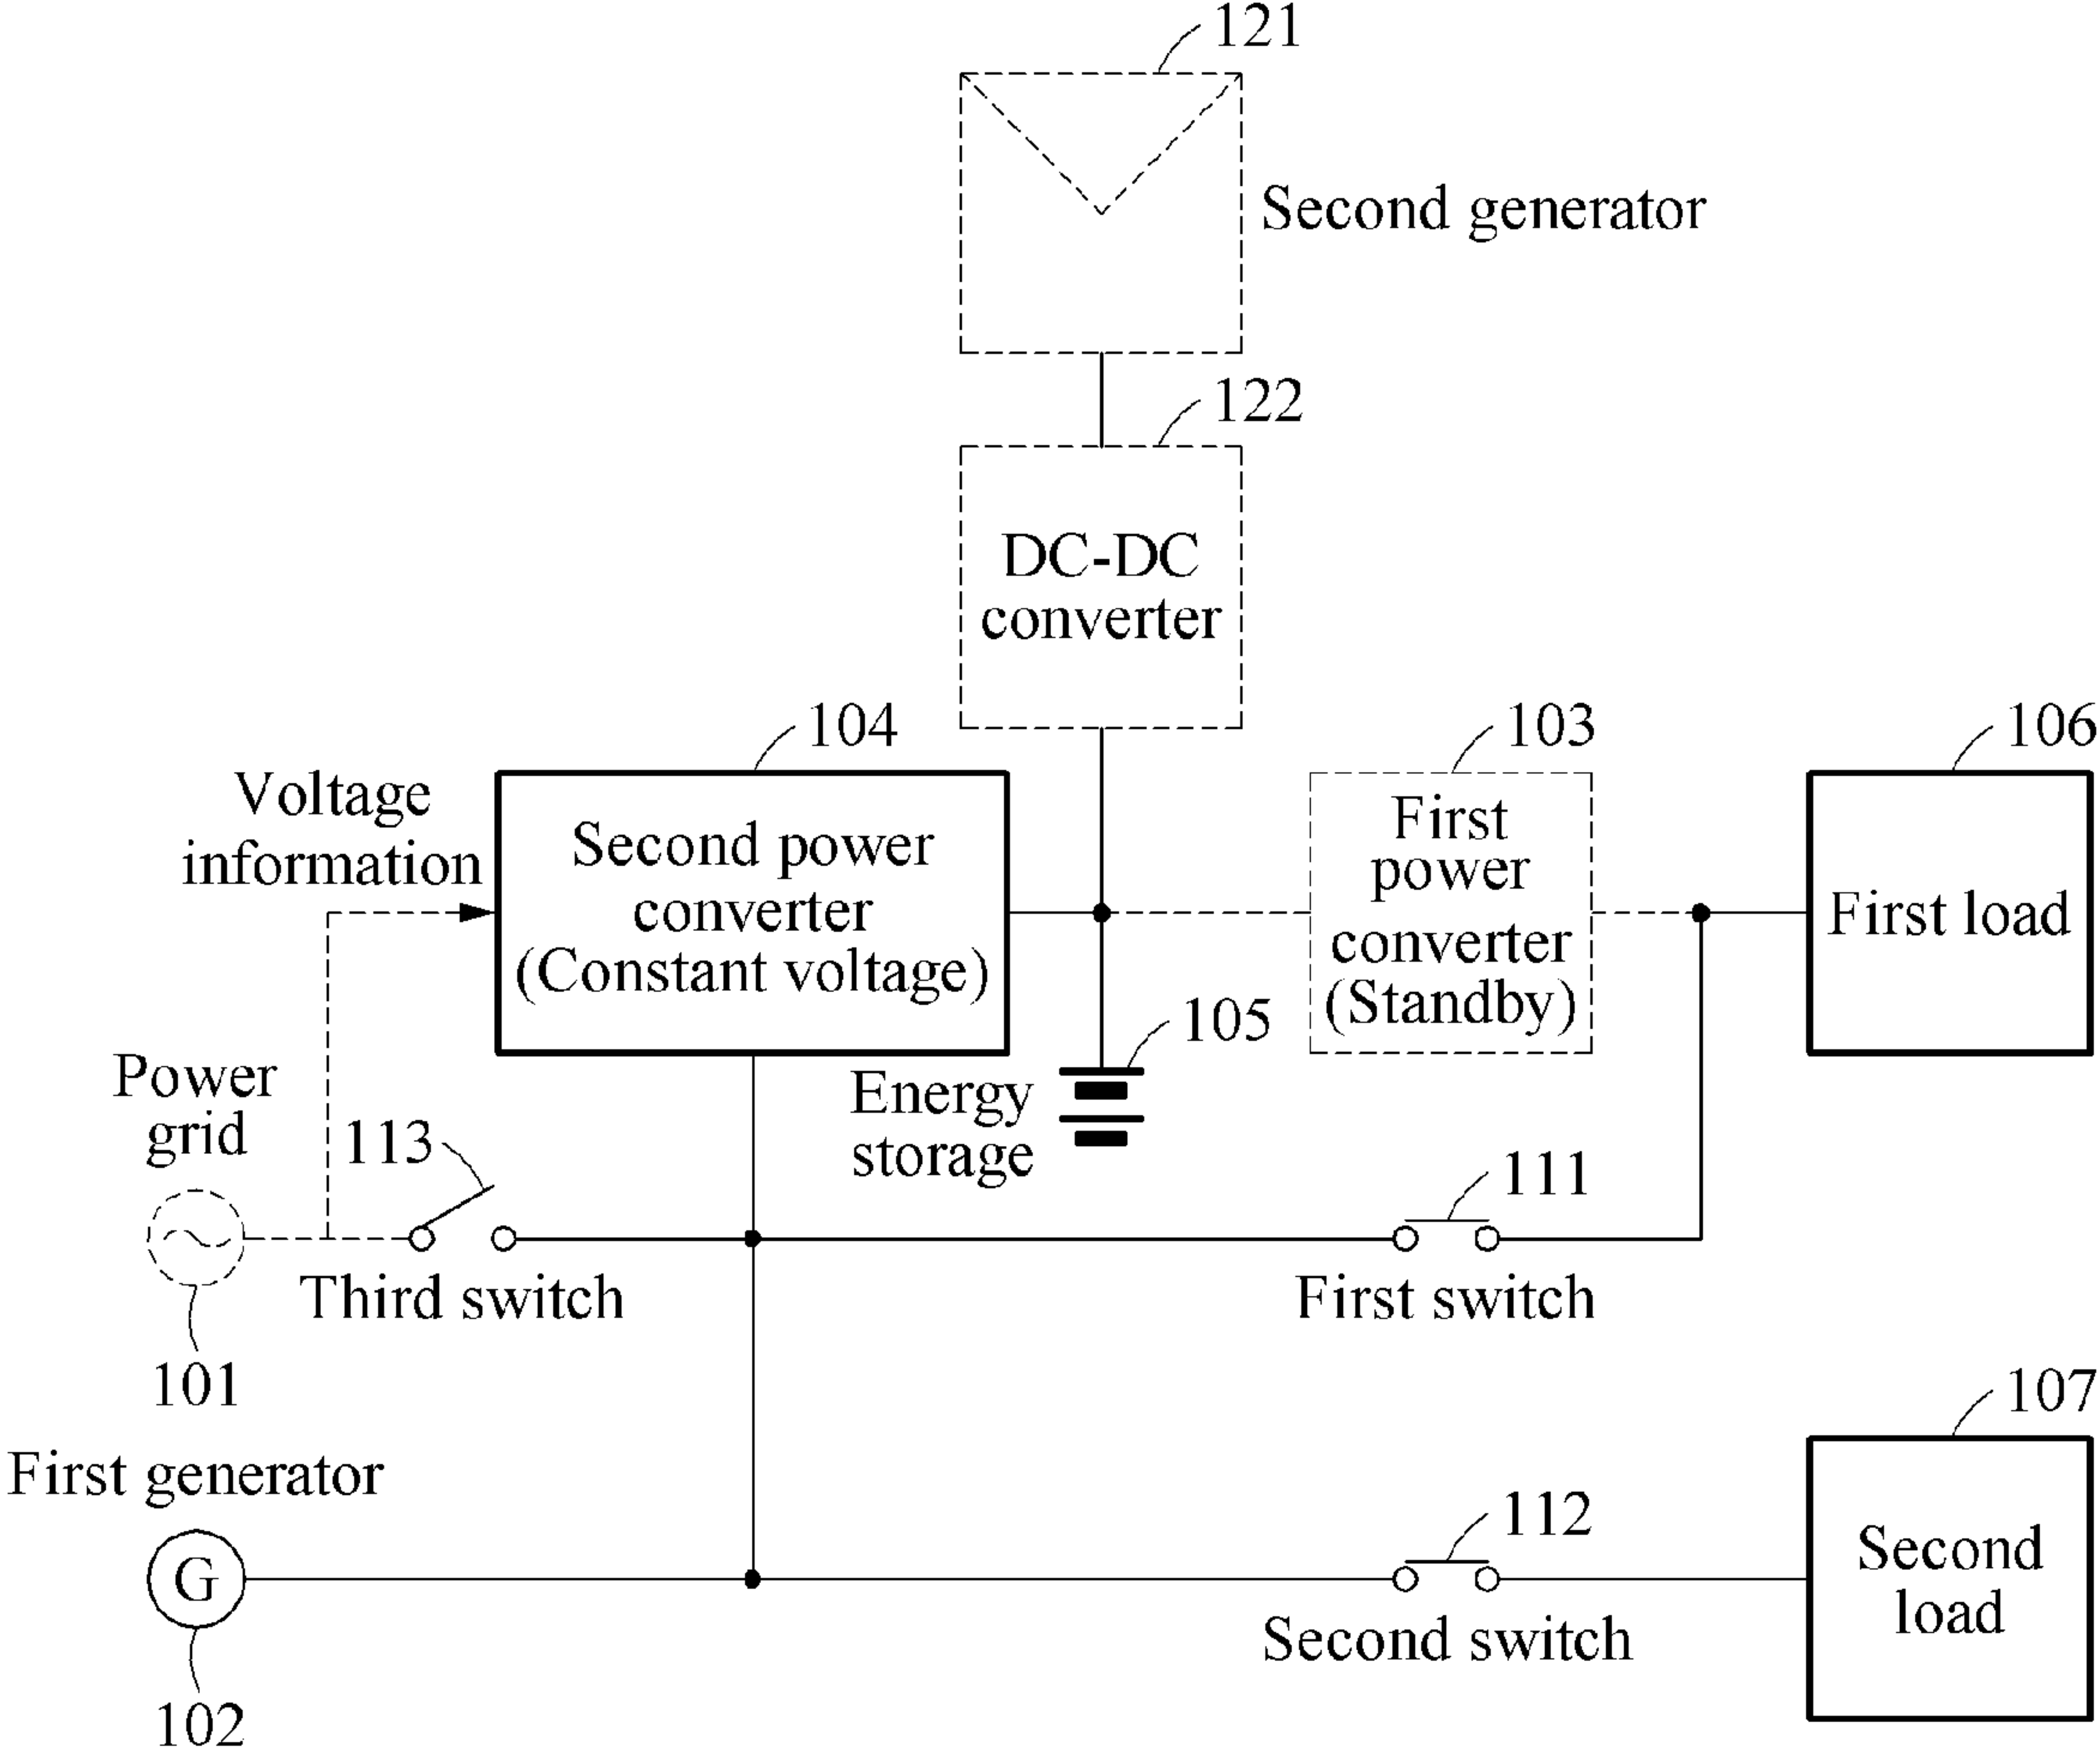 121
Second generator
122
DC-DC
converter
104
103
106
Voltage
information
Second power
converter
(Constant voltage)
First
power
converter
(Standby)
First load
105
Energy
storage
Power
grid
113
111
Third switch
First switch
101
107
First generator
G
112
Second
load
Second switch
102